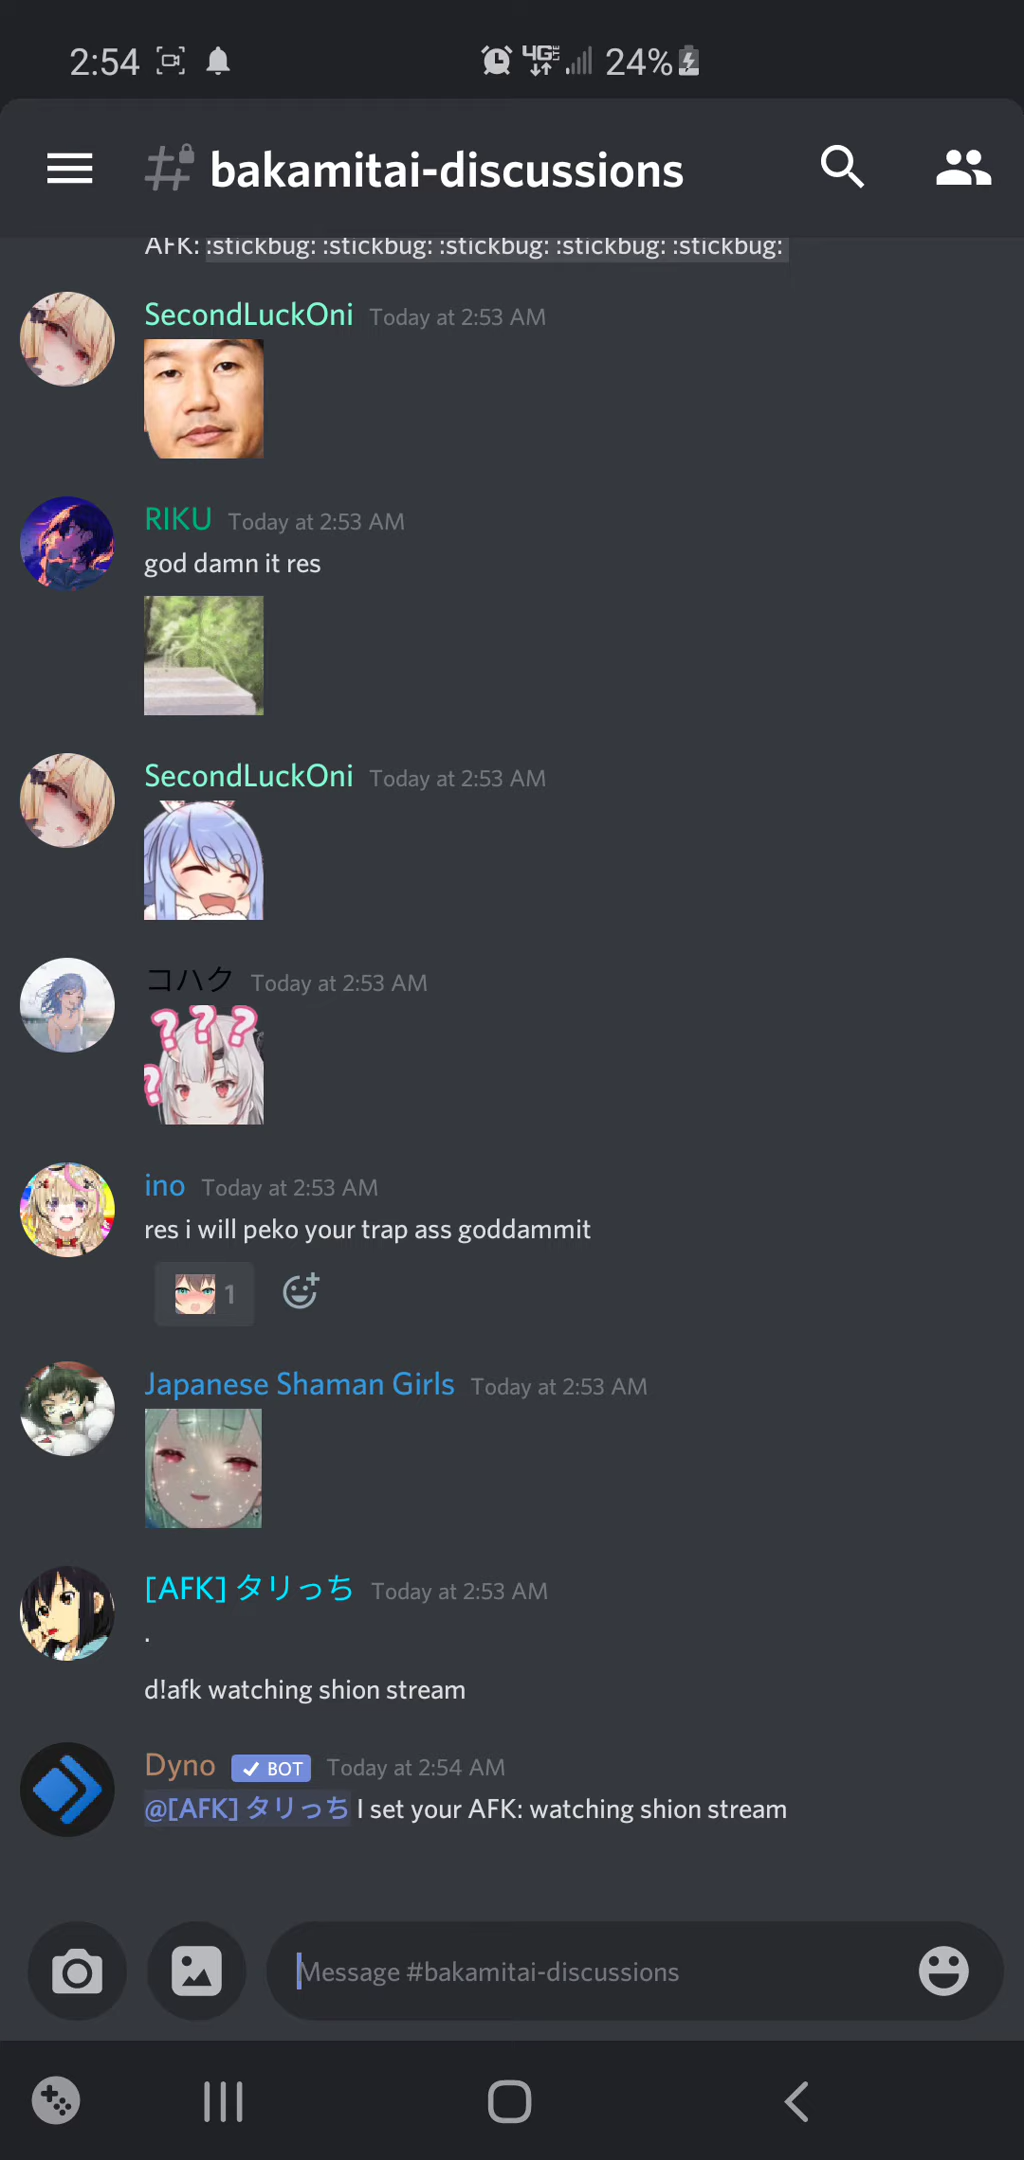 2:54 4G LTE 24%
bakamitai-discussions
AFK: :stickbug: :stickbug: :stickbug: :stickbug: :stickbug:
SecondLuckOni Today at 2:53 AM
RIKU Today at 2:53 AM
god damn it res
SecondLuckOni Today at 2:53 AM
コハク Today at 2:53 AM
? ? ? ?
ino Today at 2:53 AM
res i will peko your trap ass goddammit
1
Japanese Shaman Girls Today at 2:53 AM
[AFK] タリっち Today at 2:53 AM
.
d!afk watching shion stream
Dyno BOT Today at 2:54 AM
@[AFK] タリっち I set your AFK: watching shion stream
Message #bakamitai-discussions